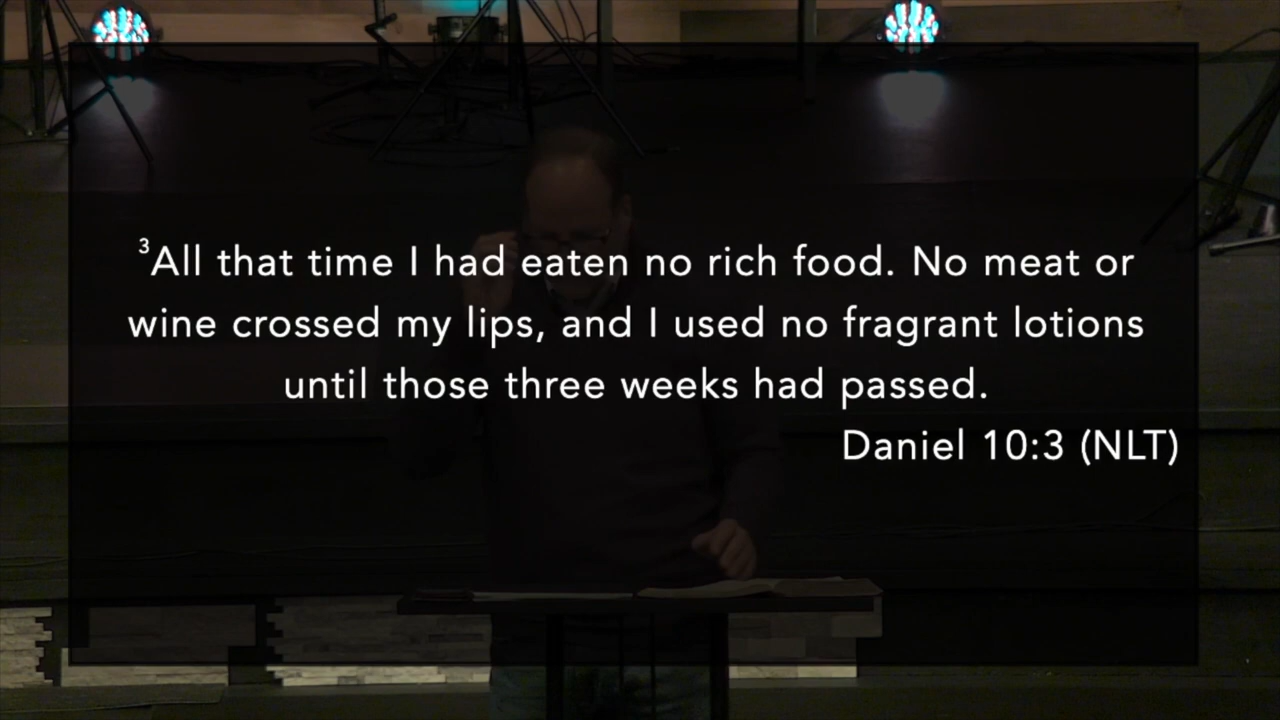 ³All that time I had eaten no rich food. No meat or
wine crossed my lips, and I used no fragrant lotions
until those three weeks had passed.
Daniel 10:3 (NLT)